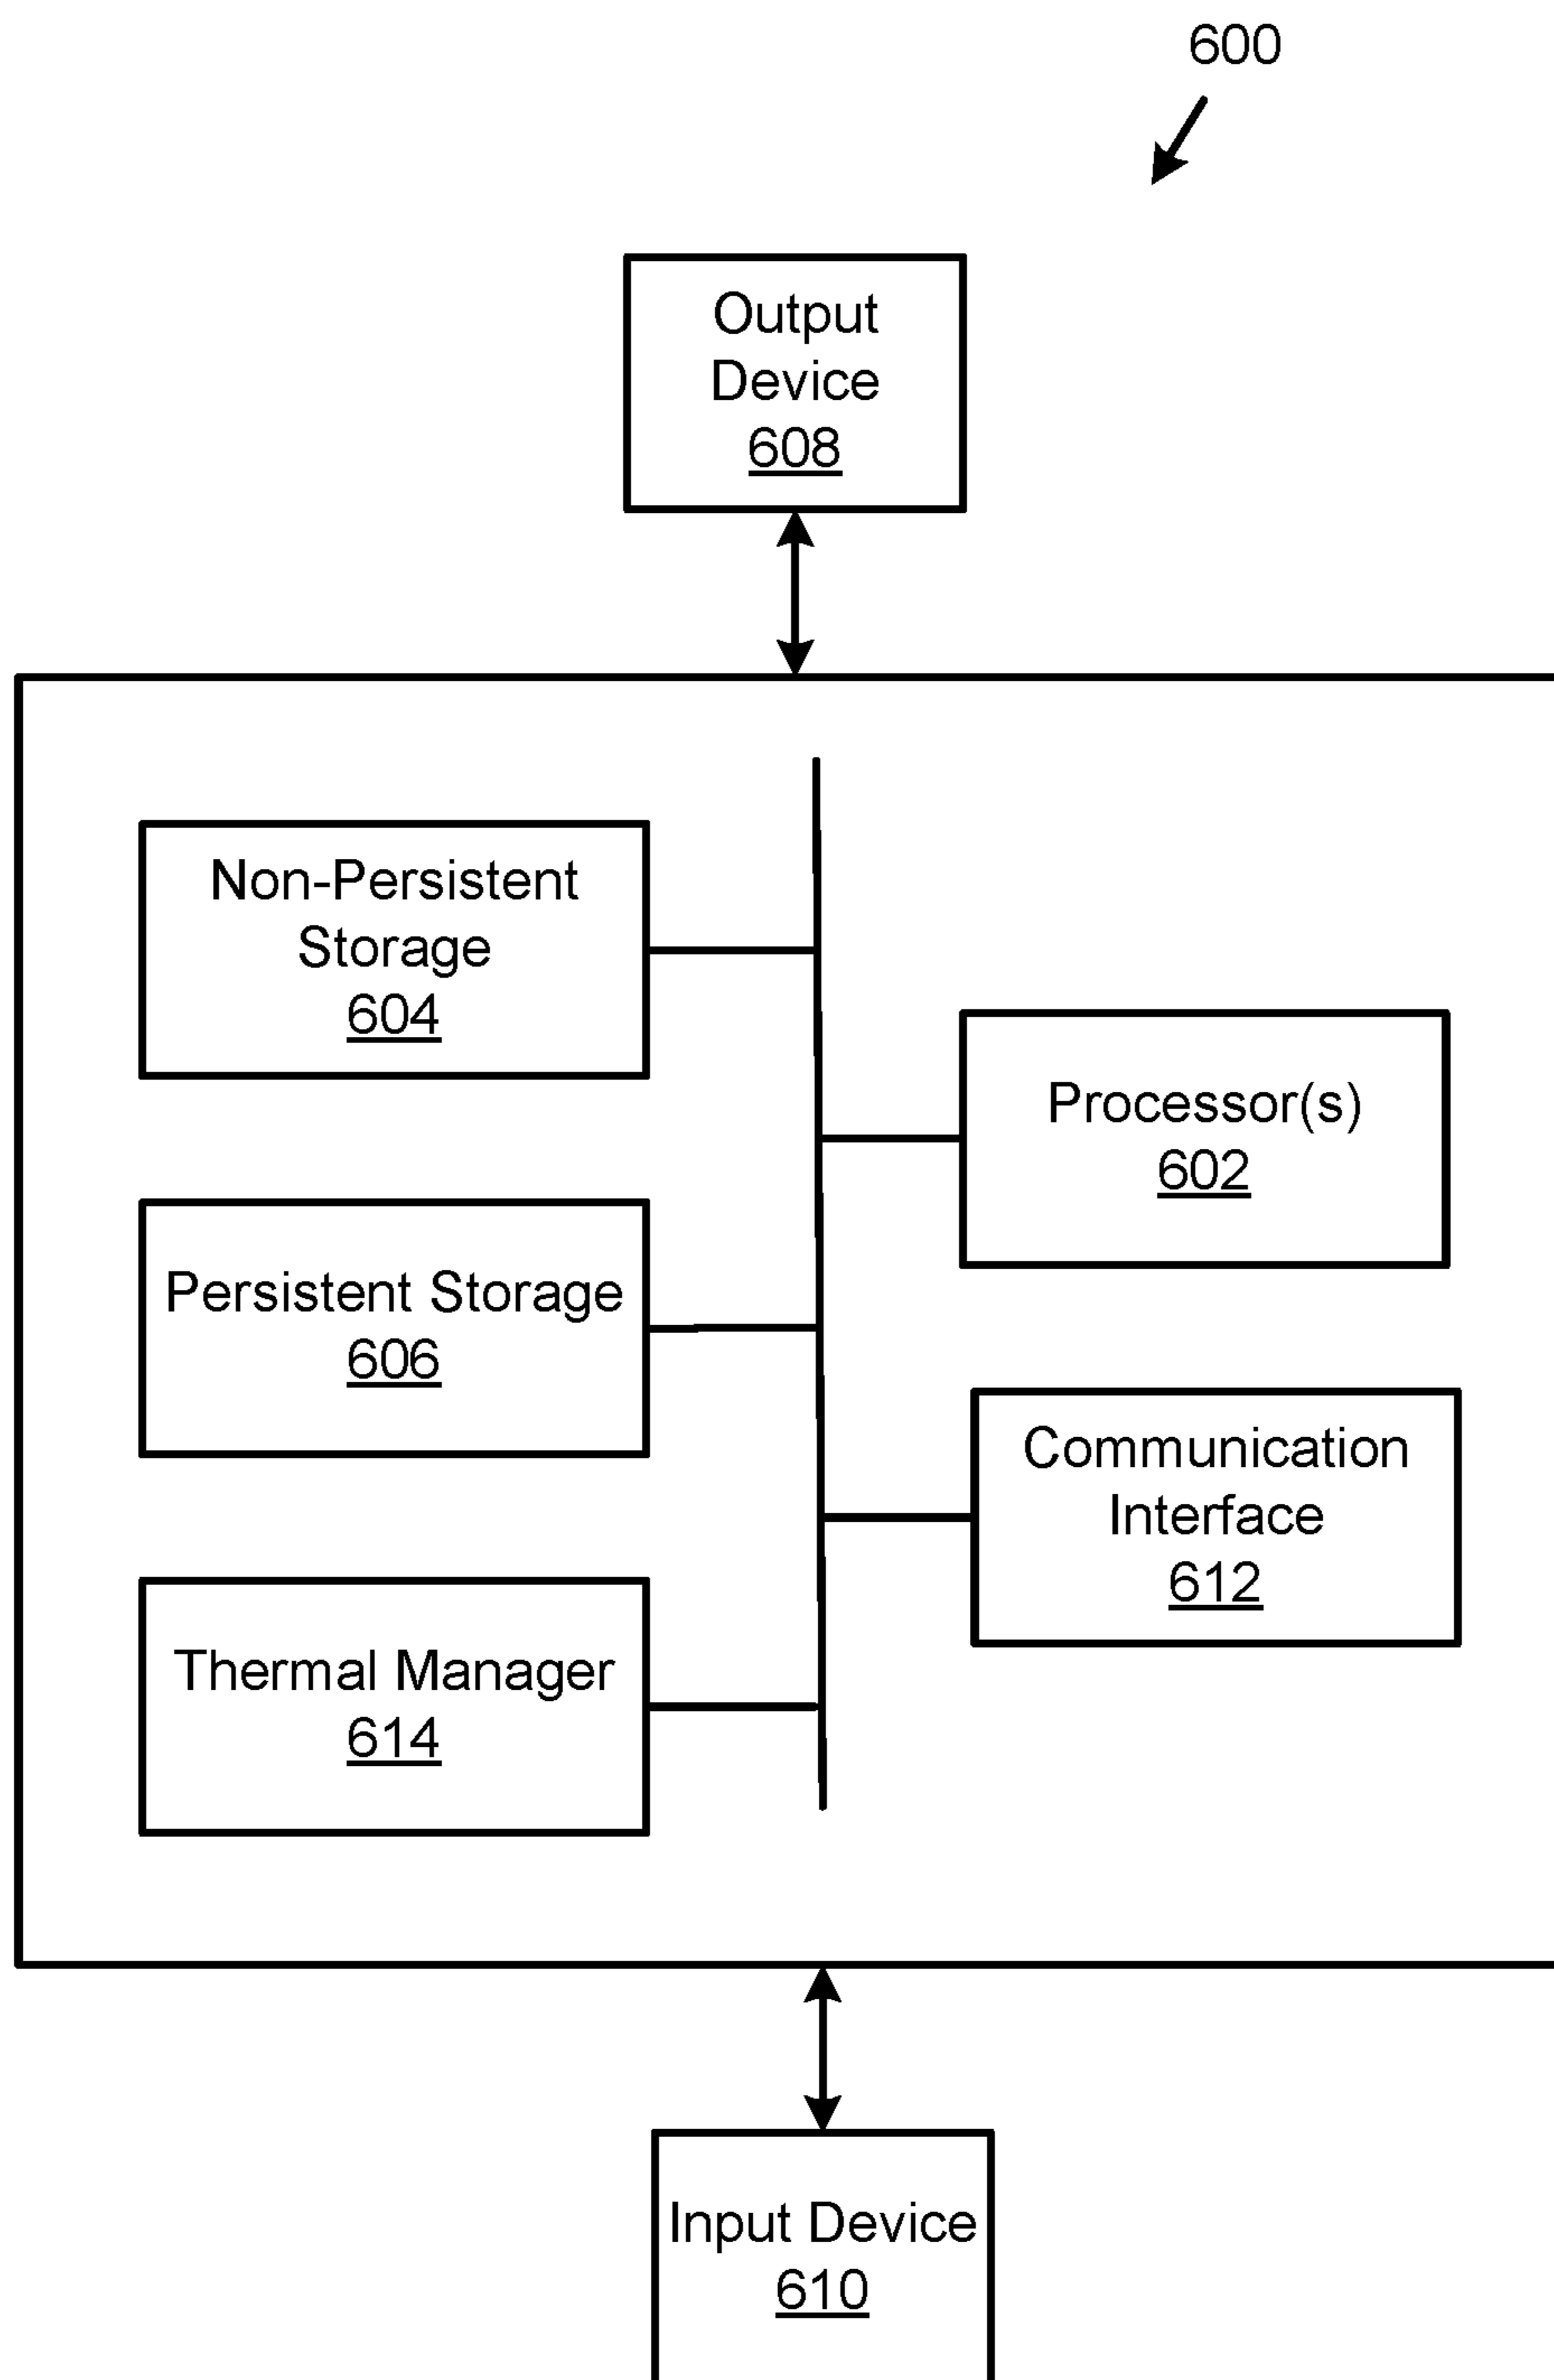 600
Output
Device
608
Non-Persistent
Storage
604
Processor(s)
602
Persistent Storage
606
Communication
Interface
612
Thermal Manager
614
Input Device
610